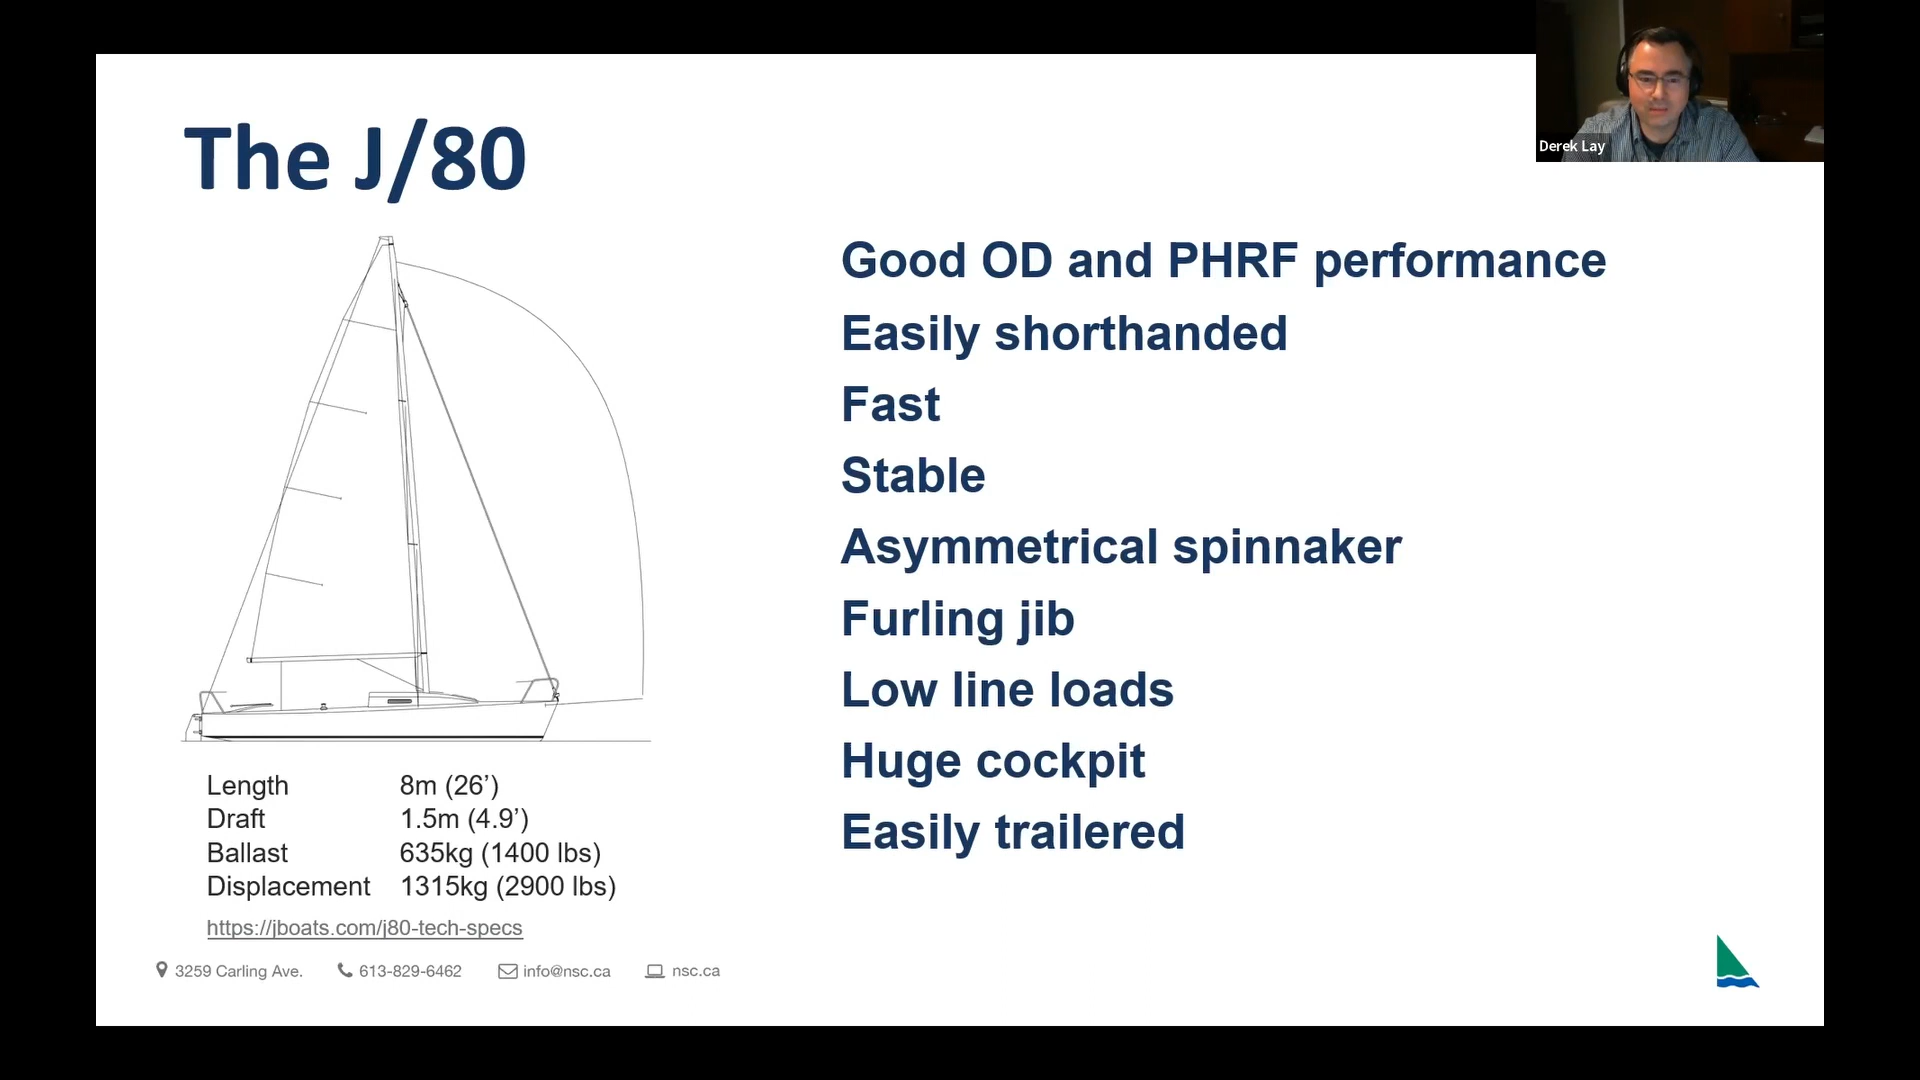 The J/80
Derek Lay
Good OD and PHRF performance
Easily shorthanded
Fast
Stable
Asymmetrical spinnaker
Furling jib
Low line loads
Huge cockpit
Easily trailered
Length 8m (26’)
Draft 1.5m (4.9’)
Ballast 635kg (1400 lbs)
Displacement 1315kg (2900 lbs)
https://jboats.com/j80-tech-specs
3259 Carling Ave. 613-829-6462 info@nsc.ca nsc.ca